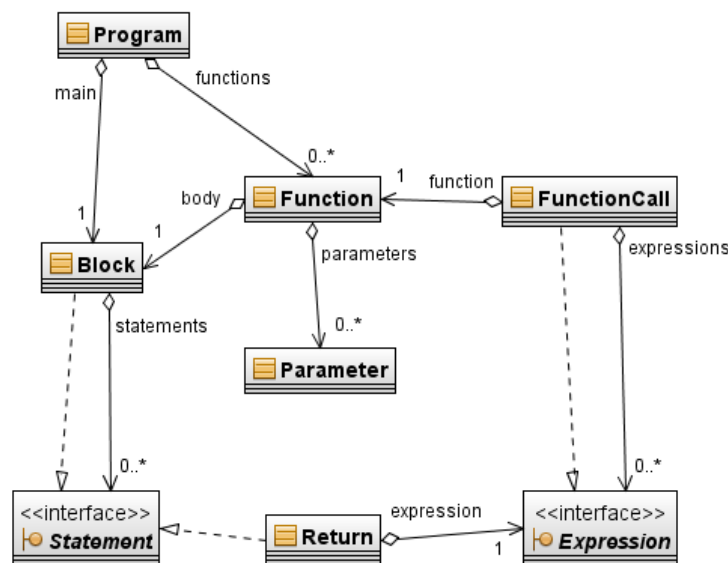 Program
main
functions
0..*
1
body
1
Function
1
function
FunctionCall
Block
parameters
expressions
statements
0..*
Parameter
0..*
0..*
<<interface>>
Statement
Return
expression
1
<<interface>>
Expression